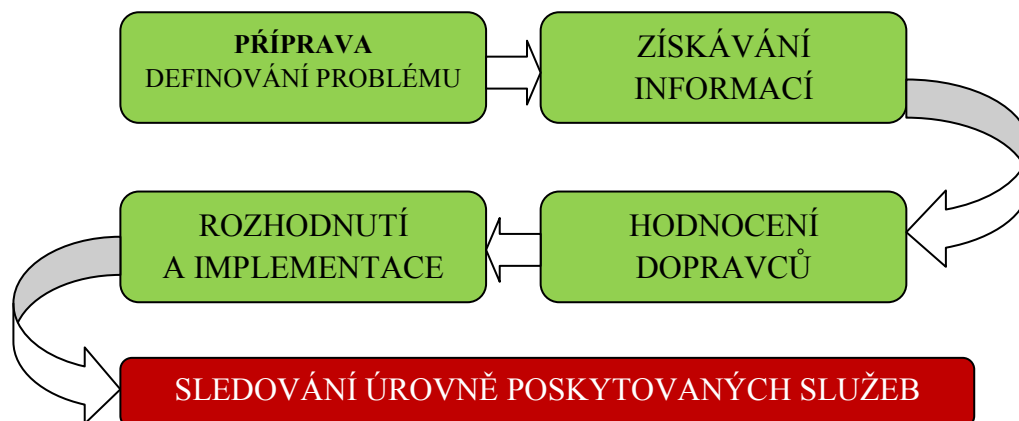 PŘÍPRAVA
DEFINOVÁNÍ PROBLÉMU
ZÍSKÁVÁNÍ
INFORMACÍ
HODNOCENÍ
DOPRAVCŮ
ROZHODNUTÍ
A IMPLEMENTACE
SLEDOVÁNÍ ÚROVNĚ POSKYTOVANÝCH SLUŽEB